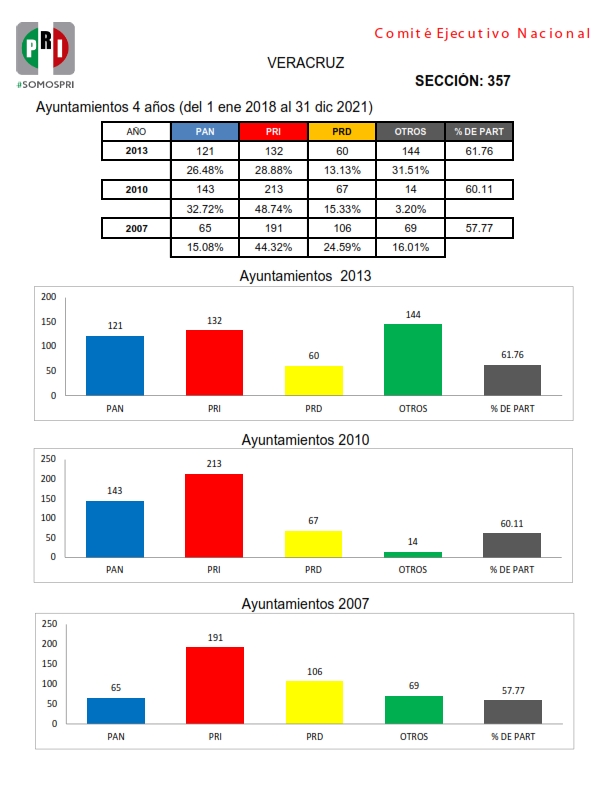 PRI
#SOMOSPRI
Comité Ejecutivo Nacional
VERACRUZ
SECCIÓN: 357
Ayuntamientos 4 años (del 1 ene 2018 al 31 dic 2021)
AÑO PAN PRI PRD OTROS % DE PART
2013 121 132 60 144 61.76
26.48% 28.88% 13.13% 31.51%
2010 143 213 67 14 60.11
32.72% 48.74% 15.33% 3.20%
2007 65 191 106 69 57.77
15.08% 44.32% 24.59% 16.01%
Ayuntamientos 2013
200
150
100
50
0
121 132 60 144 61.76
PAN PRI PRD OTROS % DE PART
Ayuntamientos 2010
250
200
150
100
50
0
143 213 67 14 60.11
PAN PRI PRD OTROS % DE PART
Ayuntamientos 2007
250
200
150
100
50
0
65 191 106 69 57.77
PAN PRI PRD OTROS % DE PART